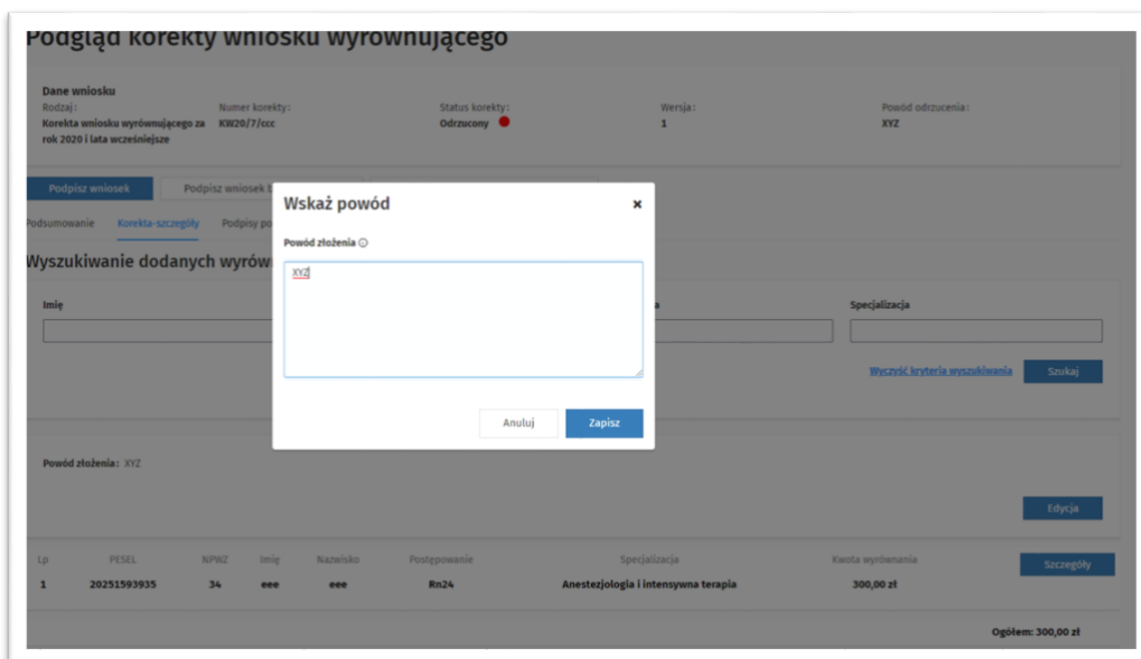 Podgląd korekty wniosku wyrównującego
Dane wniosku
Rodzaj: Numer korekty: Status korekty: Wersja: Powód odrzucenia:
Korekta wniosku wyrównującego za KW20/7/ccc Odrzucony 1 XYZ
rok 2020 i lata wcześniejsze
Podpisz wniosek Podpisz wniosek
Podsumowanie Korekta-szczegóły Podpisy po
Wskaż powód
Powód złożenia
XYZ
Anuluj Zapisz
Wyszukiwanie dodanych wyrów
Imię a Specjalizacja
Wyczyść kryteria wyszukiwania Szukaj
Powód złożenia: XYZ
Edycja
Lp PESEL NPWZ Imię Nazwisko Postępowanie Specjalizacja Kwota wyrównania Szczegóły
1 20251593935 34 eee eee Rn24 Anestezjologia i intensywna terapia 300,00 zł
Ogółem: 300,00 zł